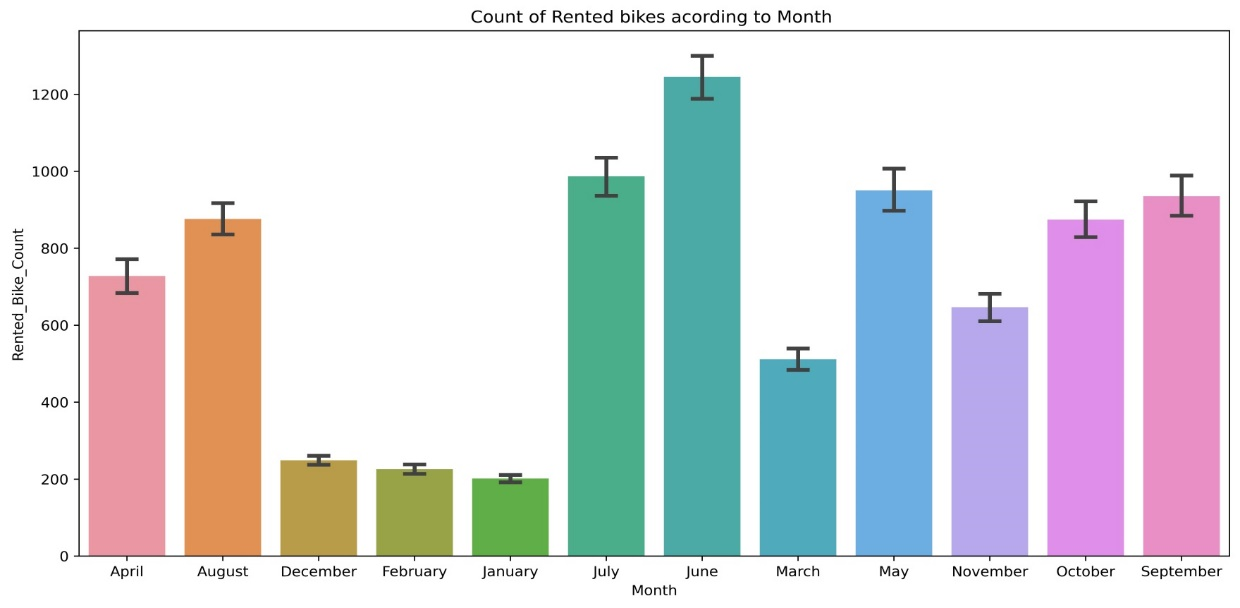 Count of Rented bikes acording to Month
Rented_Bike_Count
1200
1000
800
600
400
200
0
April August December February January July June March May November October September
Month